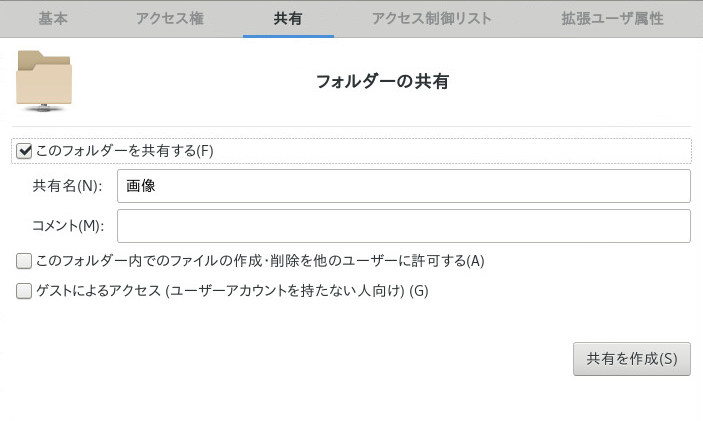 基本 アクセス権 共有 アクセス制御リスト 拡張ユーザ属性
フォルダーの共有
このフォルダーを共有する(F)
共有名(N): 画像
コメント(M):
このフォルダー内でのファイルの作成・削除を他のユーザーに許可する(A)
ゲストによるアクセス (ユーザーアカウントを持たない人向け) (G)
共有を作成(S)